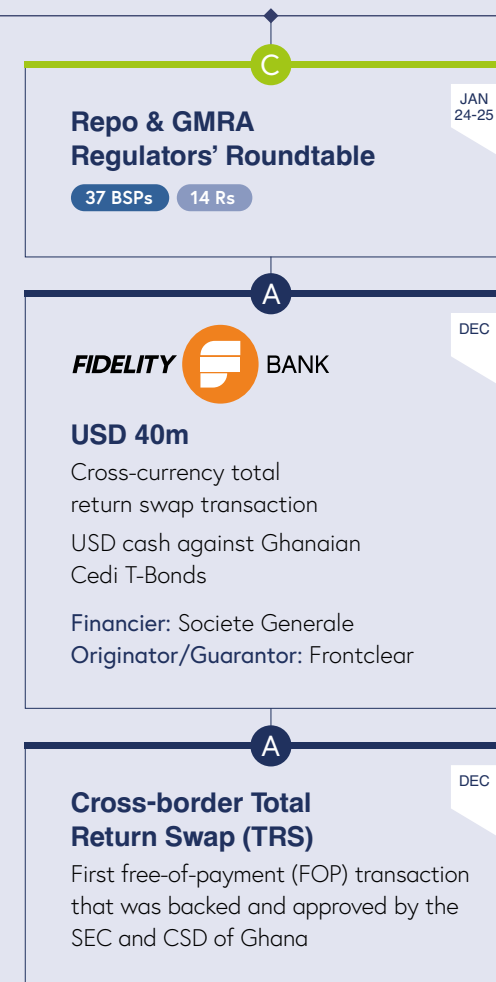 C
JAN
24-25
Repo & GMRA
Regulators’ Roundtable
37 BSPs 14 Rs
A
DEC
FIDELITY BANK
USD 40m
Cross-currency total
return swap transaction
USD cash against Ghanaian
Cedi T-Bonds
Financier: Societe Generale
Originator/Guarantor: Frontclear
A
DEC
Cross-border Total
Return Swap (TRS)
First free-of-payment (FOP) transaction
that was backed and approved by the
SEC and CSD of Ghana